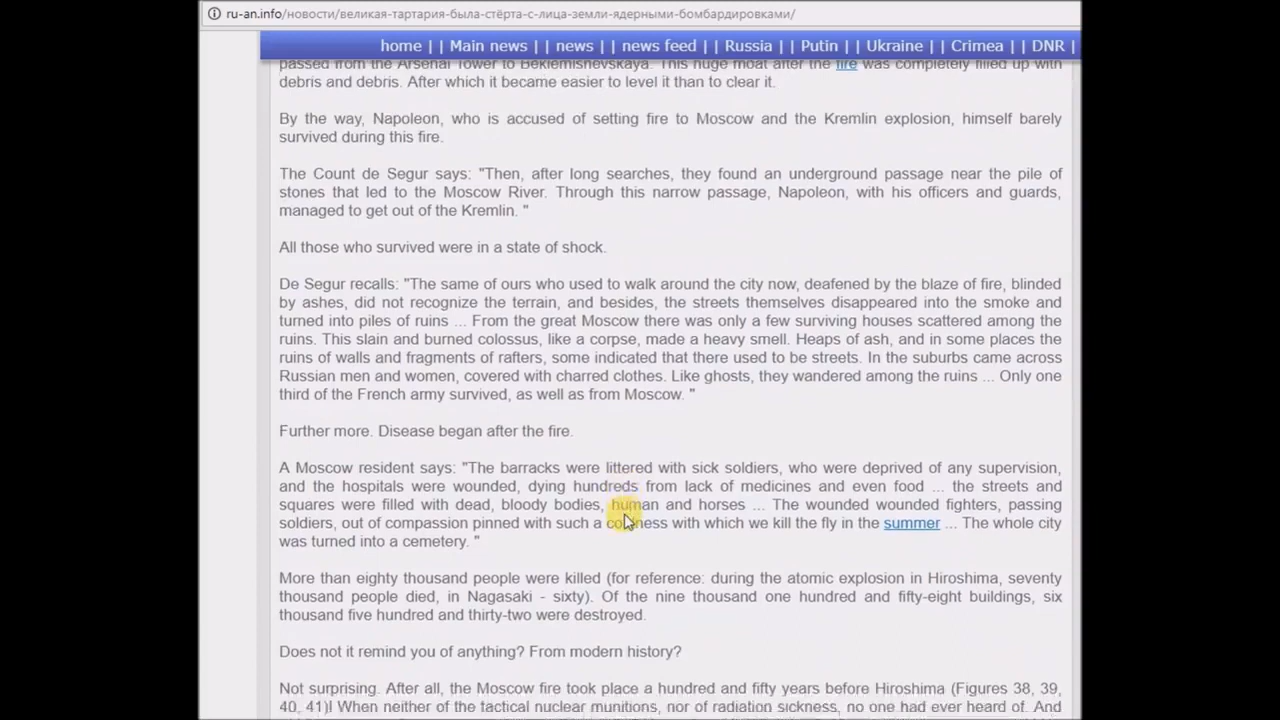 ru-an.info/новости/великая-тартария-была-стёрта-с-лица-земли-ядерными-бомбардировками/
home | | Main news | | news | | news feed | | Russia | | Putin | | Ukraine | | Crimea | | DNR |
passed from the Arsenal Tower to Beklemishevskaya. This huge moat after the fire was completely filled up with
debris and debris. After which it became easier to level it than to clear it.
By the way, Napoleon, who is accused of setting fire to Moscow and the Kremlin explosion, himself barely
survived during this fire.
The Count de Segur says: "Then, after long searches, they found an underground passage near the pile of
stones that led to the Moscow River. Through this narrow passage, Napoleon, with his officers and guards,
managed to get out of the Kremlin. "
All those who survived were in a state of shock.
De Segur recalls: "The same of ours who used to walk around the city now, deafened by the blaze of fire, blinded
by ashes, did not recognize the terrain, and besides, the streets themselves disappeared into the smoke and
turned into piles of ruins ... From the great Moscow there was only a few surviving houses scattered among the
ruins. This slain and burned colossus, like a corpse, made a heavy smell. Heaps of ash, and in some places the
ruins of walls and fragments of rafters, some indicated that there used to be streets. In the suburbs came across
Russian men and women, covered with charred clothes. Like ghosts, they wandered among the ruins ... Only one
third of the French army survived, as well as from Moscow. "
Further more. Disease began after the fire.
A Moscow resident says: "The barracks were littered with sick soldiers, who were deprived of any supervision,
and the hospitals were wounded, dying hundreds from lack of medicines and even food ... the streets and
squares were filled with dead, bloody bodies, human and horses ... The wounded wounded fighters, passing
soldiers, out of compassion pinned with such a with which we kill the fly in the summer ... The whole city
was turned into a cemetery. "
More than eighty thousand people were killed (for reference: during the atomic explosion in Hiroshima, seventy
thousand people died, in Nagasaki - sixty). Of the nine thousand one hundred and fifty-eight buildings, six
thousand five hundred and thirty-two were destroyed.
Does not it remind you of anything? From modern history?
Not surprising. After all, the Moscow fire took place a hundred and fifty years before Hiroshima (Figures 38, 39,
40, 41)! When neither of the tactical nuclear munitions, nor of radiation sickness, no one had ever heard of. And